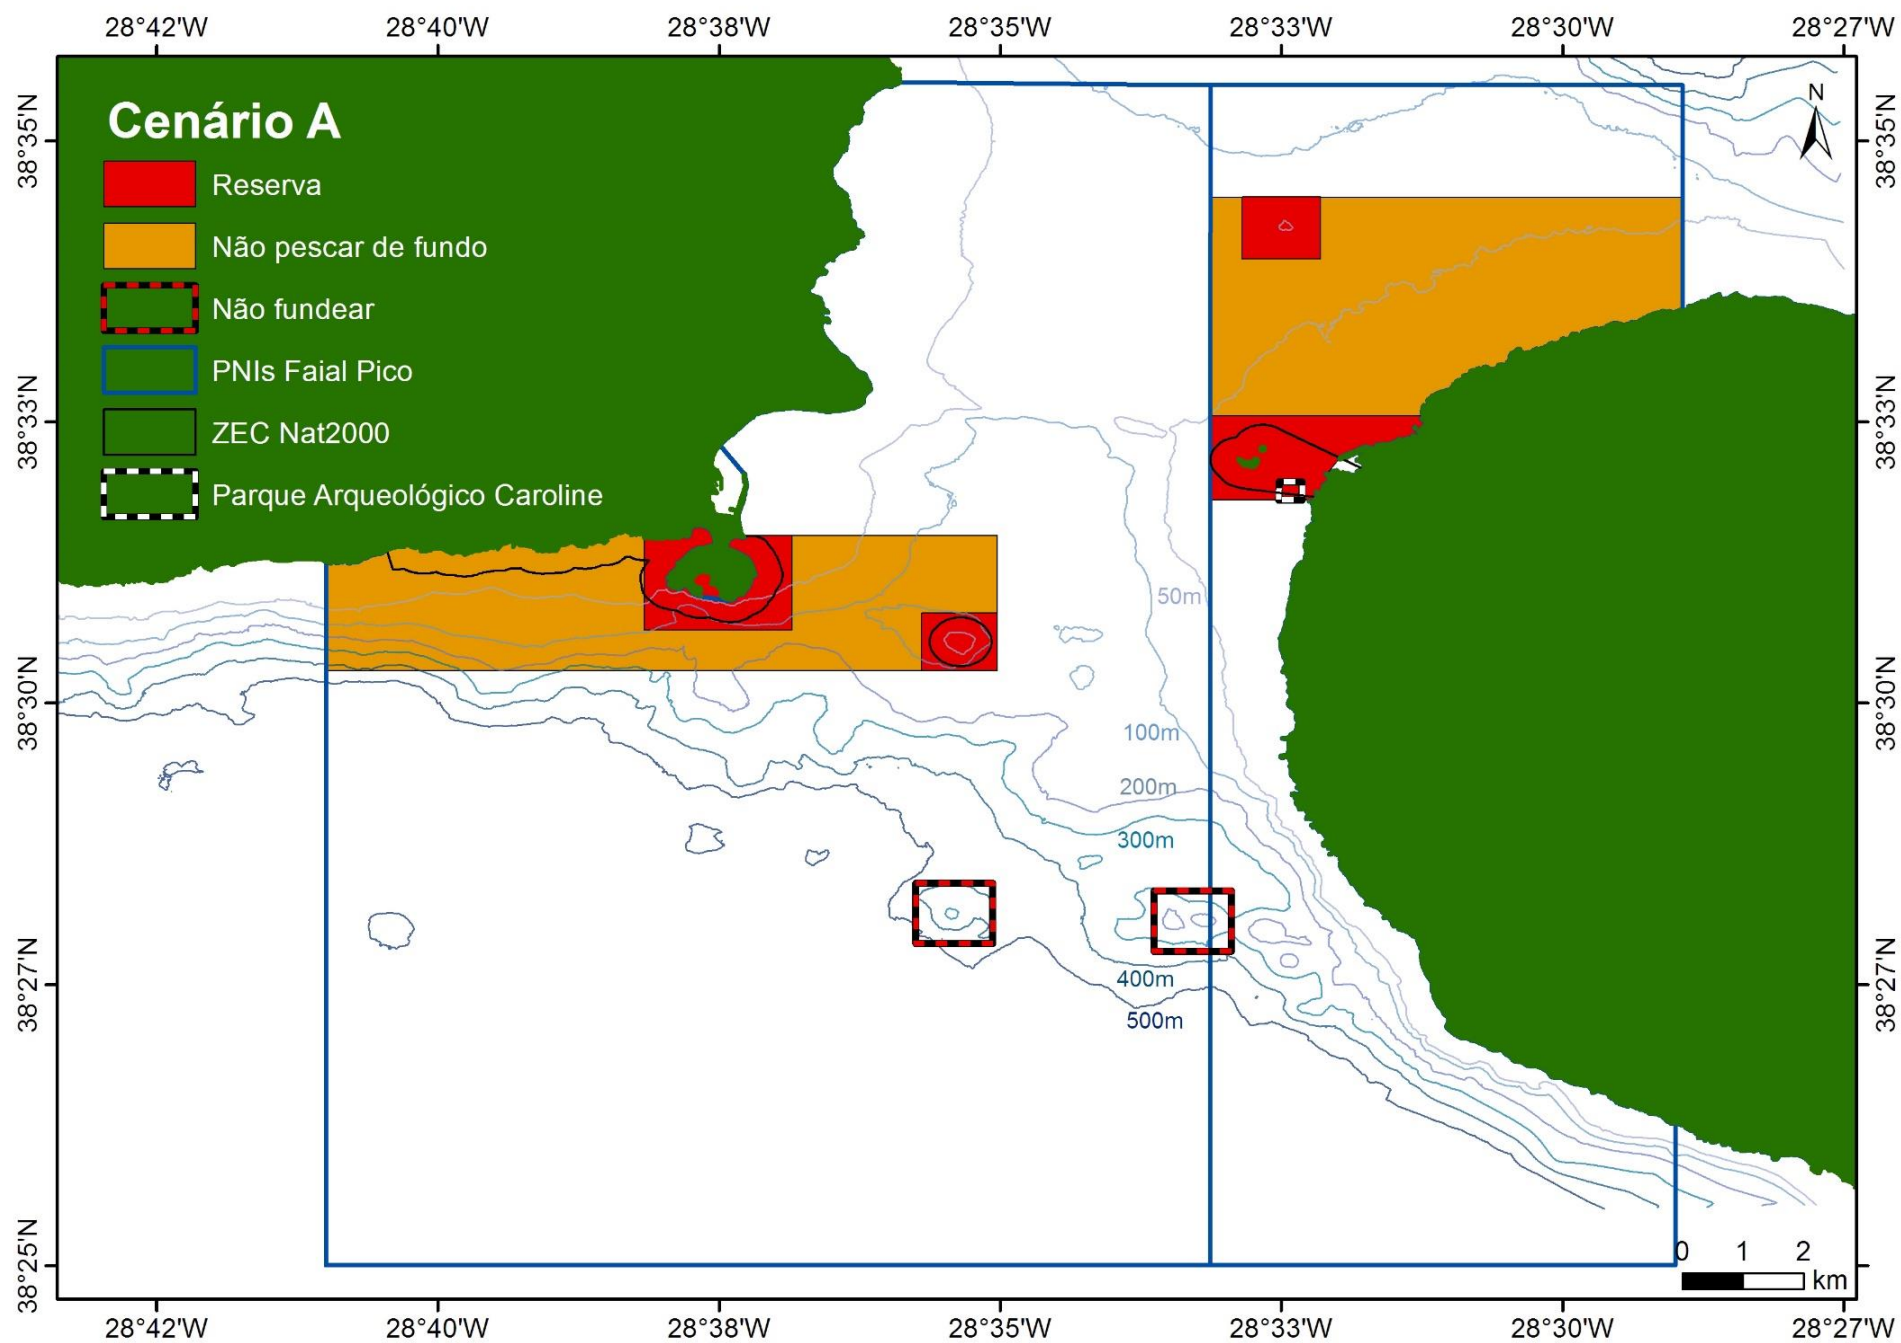 28°42'W 28°40'W 28°38'W 28°35'W 28°33'W 28°30'W 28°27'W
Cenário A
Reserva
Não pescar de fundo
Não fundear
PNIs Faial Pico
ZEC Nat2000
Parque Arqueológico Caroline
N
38°35'N 38°35'N
38°33'N 38°33'N
38°30'N 38°30'N
38°27'N 38°27'N
38°25'N 38°25'N
50m
100m
200m
300m
400m
500m
0 1 2
km
28°42'W 28°40'W 28°38'W 28°35'W 28°33'W 28°30'W 28°27'W